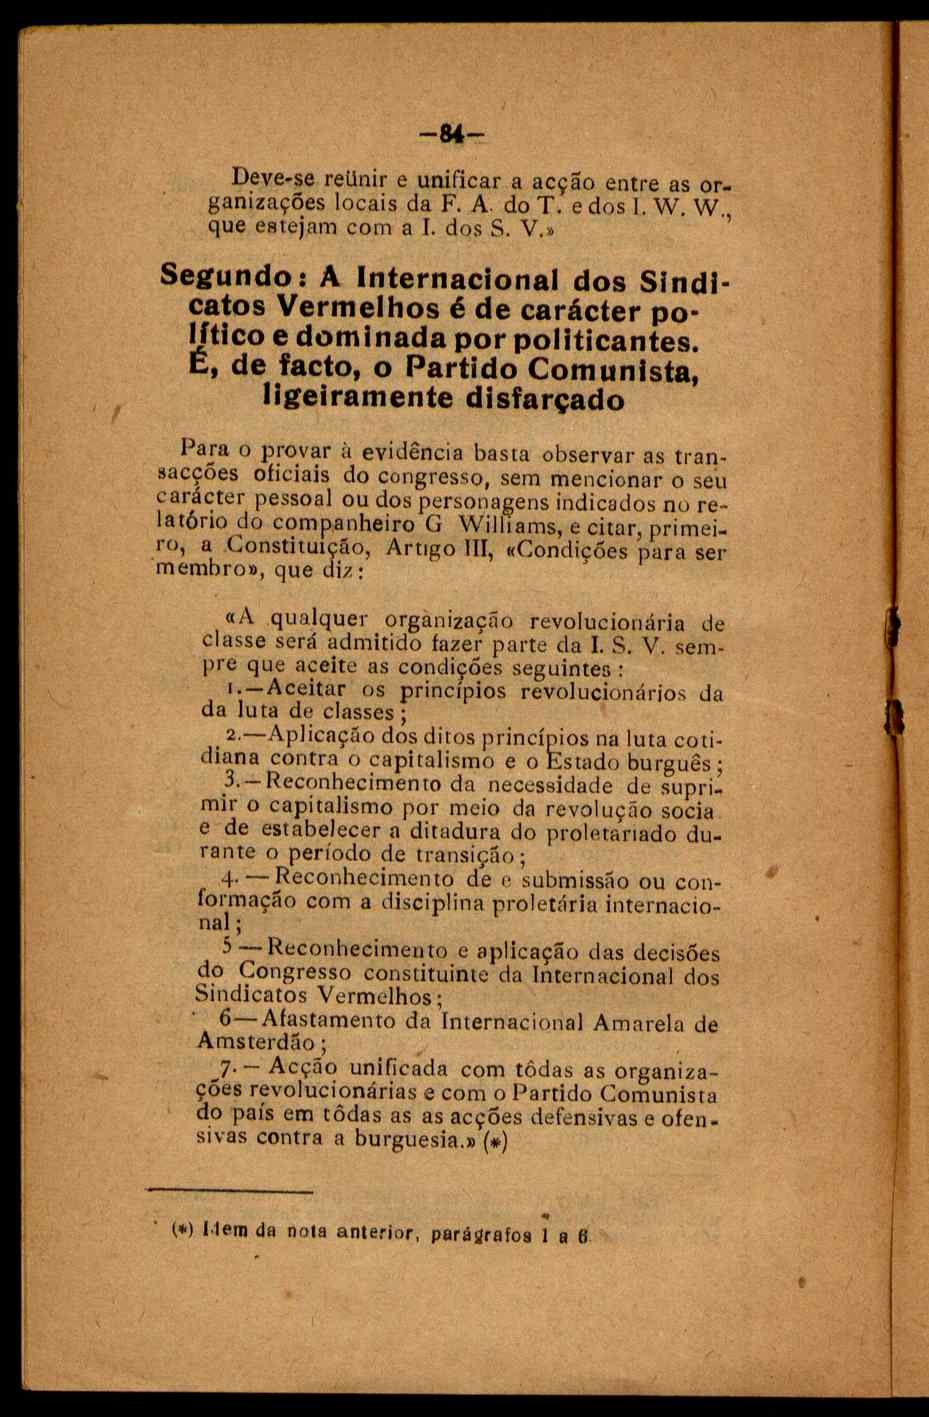 —84—
Deve-se reünir e unificar a acção entre as or-
ganizações locais da F. A. do T. e dos I. W. W.,
que estejam com a I. dos S. V.»
Segundo: A Internacional dos Sindi-
catos Vermelhos é de carácter po-
lítico e dominada por politicantes.
É, de facto, o Partido Comunista,
ligeiramente disfarçado
Para o provar à evidência basta observar as tran-
sacções oficiais do congresso, sem mencionar o seu
carácter pessoal ou dos personagens indicados no re-
latório do companheiro G Williams, e citar, primei-
ro, a Constituição, Artigo III, «Condições para ser
membro», que diz:
«A qualquer organização revolucionária de
classe será admitido fazer parte da I. S. V. sem-
pre que aceite as condições seguintes :
1.—Aceitar os princípios revolucionários da
da luta de classes ;
2.—Aplicação dos ditos princípios na luta coti-
diana contra o capitalismo e o Estado burguês ;
3.—Reconhecimento da necessidade de supri-
mir o capitalismo por meio da revolução socia
e de estabelecer a ditadura do proletariado du-
rante o período de transição ;
4. — Reconhecimento de e submissão ou con-
formação com a disciplina proletária internacio-
nal ;
5 — Reconhecimento e aplicação das decisões
do Congresso constituinte da Internacional dos
Sindicatos Vermelhos ;
6—Afastamento da Internacional Amarela de
Amsterdão ;
7. — Acção unificada com tôdas as organiza-
ções revolucionárias e com o Partido Comunista
do país em tôdas as as acções defensivas e ofen-
sivas contra a burguesia.» (*)
(*) Idem da nota anterior, parágrafos 1 a 6